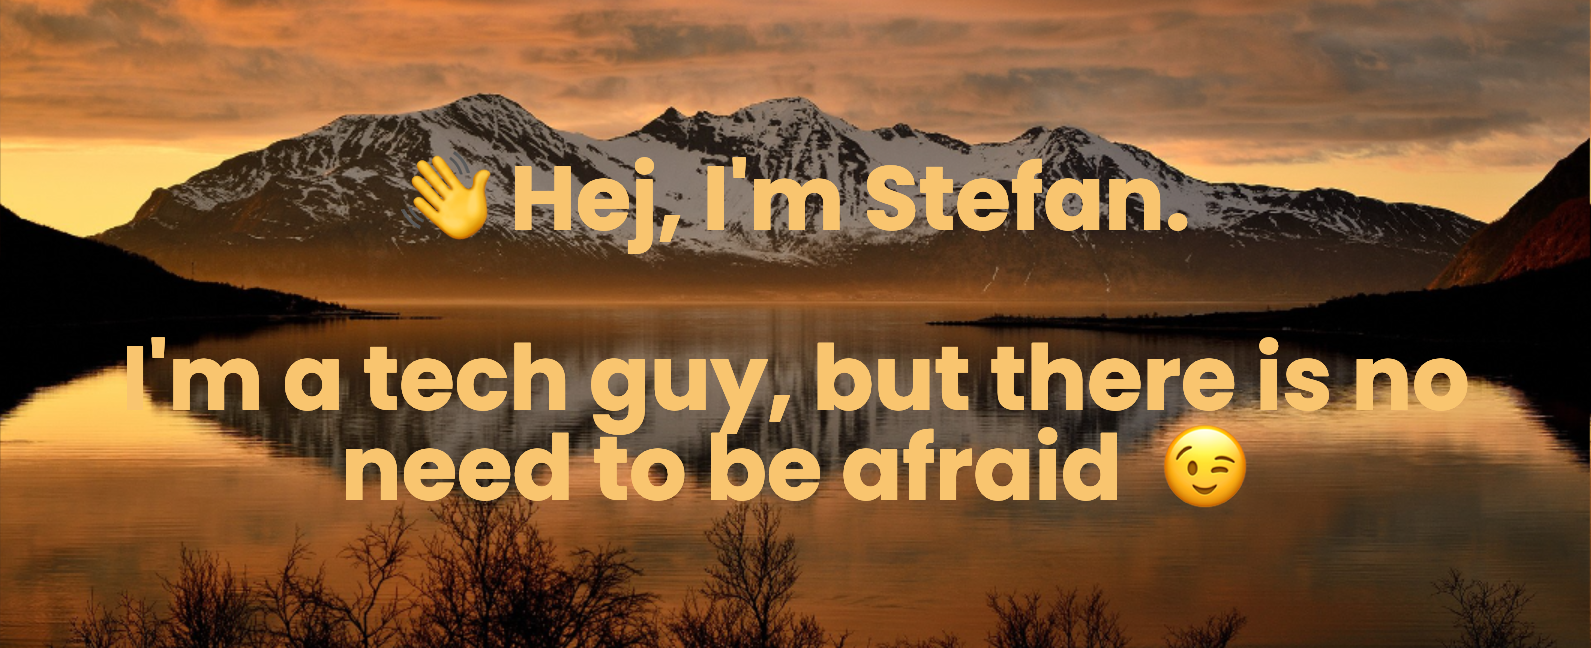 👋 Hej, I'm Stefan.
I'm a tech guy, but there is no
need to be afraid 😉